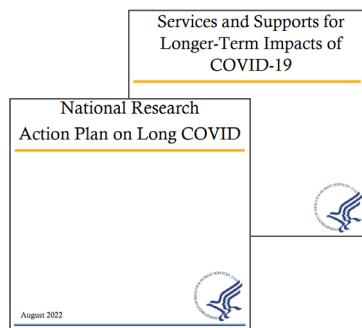 Services and Supports for
Longer-Term Impacts of
COVID-19
National Research
Action Plan on Long COVID
August 2022